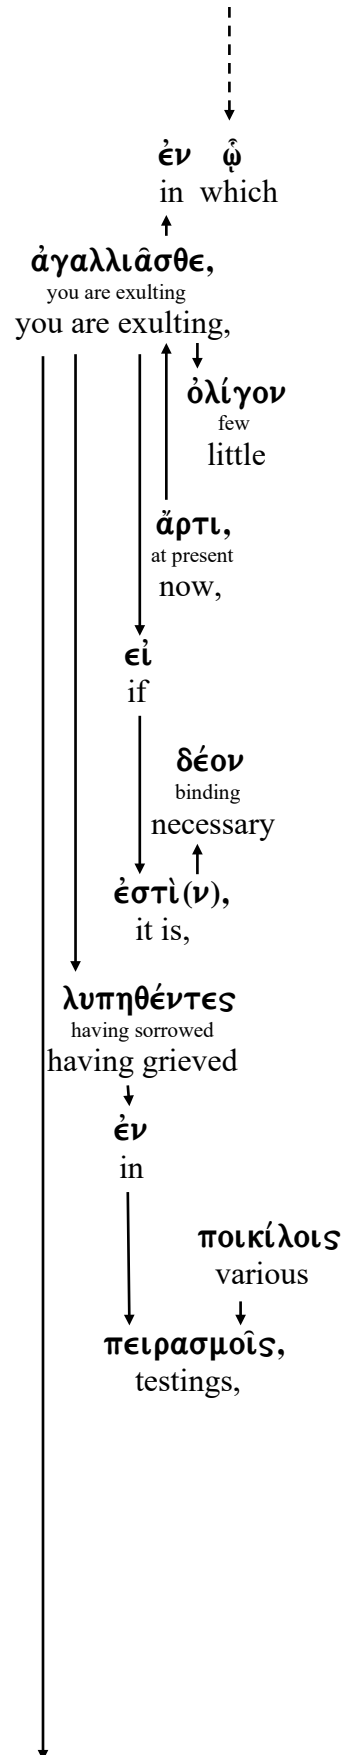 ἐν ᾧ
in which
ἀγαλλιᾶσθε,
you are exulting
you are exulting,
ὀλίγον
few
little
ἄρτι,
at present
now,
εἰ
if
δέον
binding
necessary
ἐστὶ(ν),
it is,
λυπηθέντες
having sorrowed
having grieved
ἐν
in
ποικίλοις
various
πειρασμοῖς,
testings,